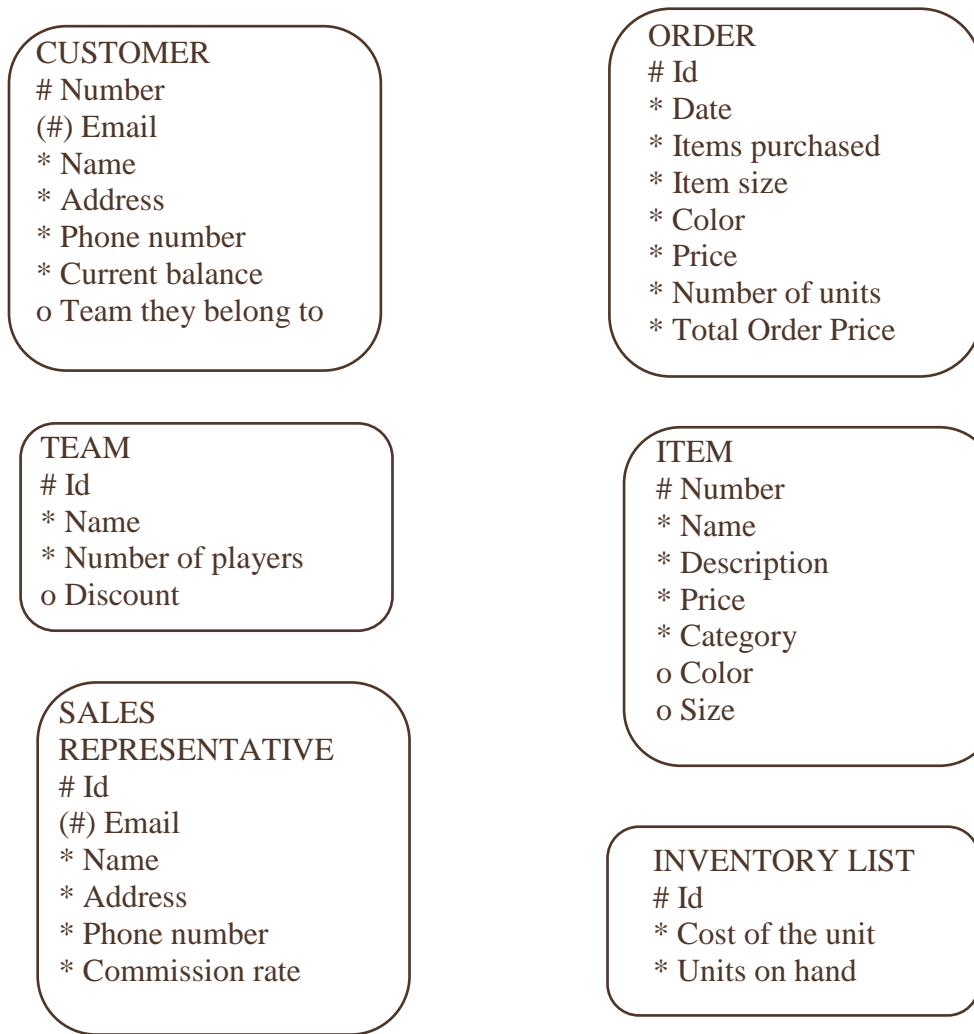 CUSTOMER
# Number
(#) Email
* Name
* Address
* Phone number
* Current balance
o Team they belong to
ORDER
# Id
* Date
* Items purchased
* Item size
* Color
* Price
* Number of units
* Total Order Price
TEAM
# Id
* Name
* Number of players
o Discount
ITEM
# Number
* Name
* Description
* Price
* Category
o Color
o Size
SALES
REPRESENTATIVE
# Id
(#) Email
* Name
* Address
* Phone number
* Commission rate
INVENTORY LIST
# Id
* Cost of the unit
* Units on hand